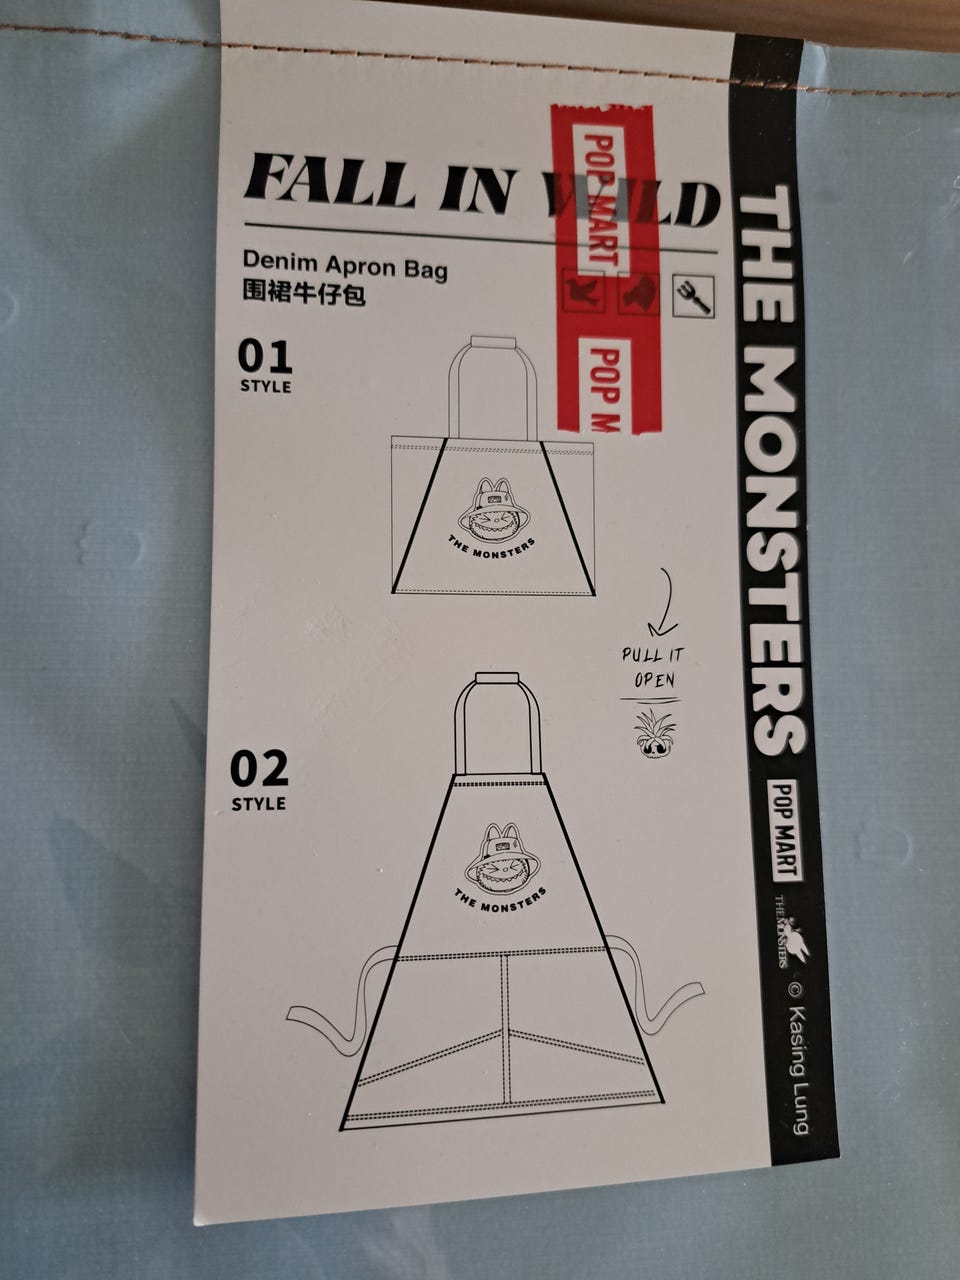 FALL IN WILD
Denim Apron Bag
围裙牛仔包
POP MART
POP M
01
STYLE
THE MONSTERS
PULL IT
OPEN
02
STYLE
THE MONSTERS
THE MONSTERS
POP MART
THE MONSTERS
© Kasing Lung